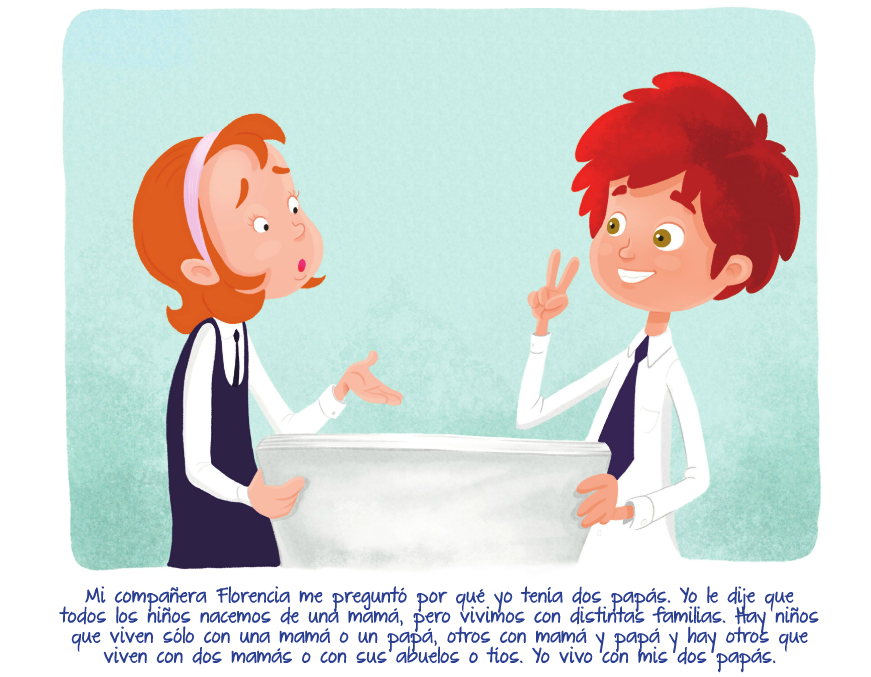 Mi compañera Florencia me preguntó por qué yo tenía dos papás. Yo le dije que
todos los niños nacemos de una mamá, pero vivimos con distintas familias. Hay niños
que viven sólo con una mamá o un papá, otros con mamá y papá y hay otros que
viven con dos mamás o con sus abuelos o tíos. Yo vivo con mis dos papás.